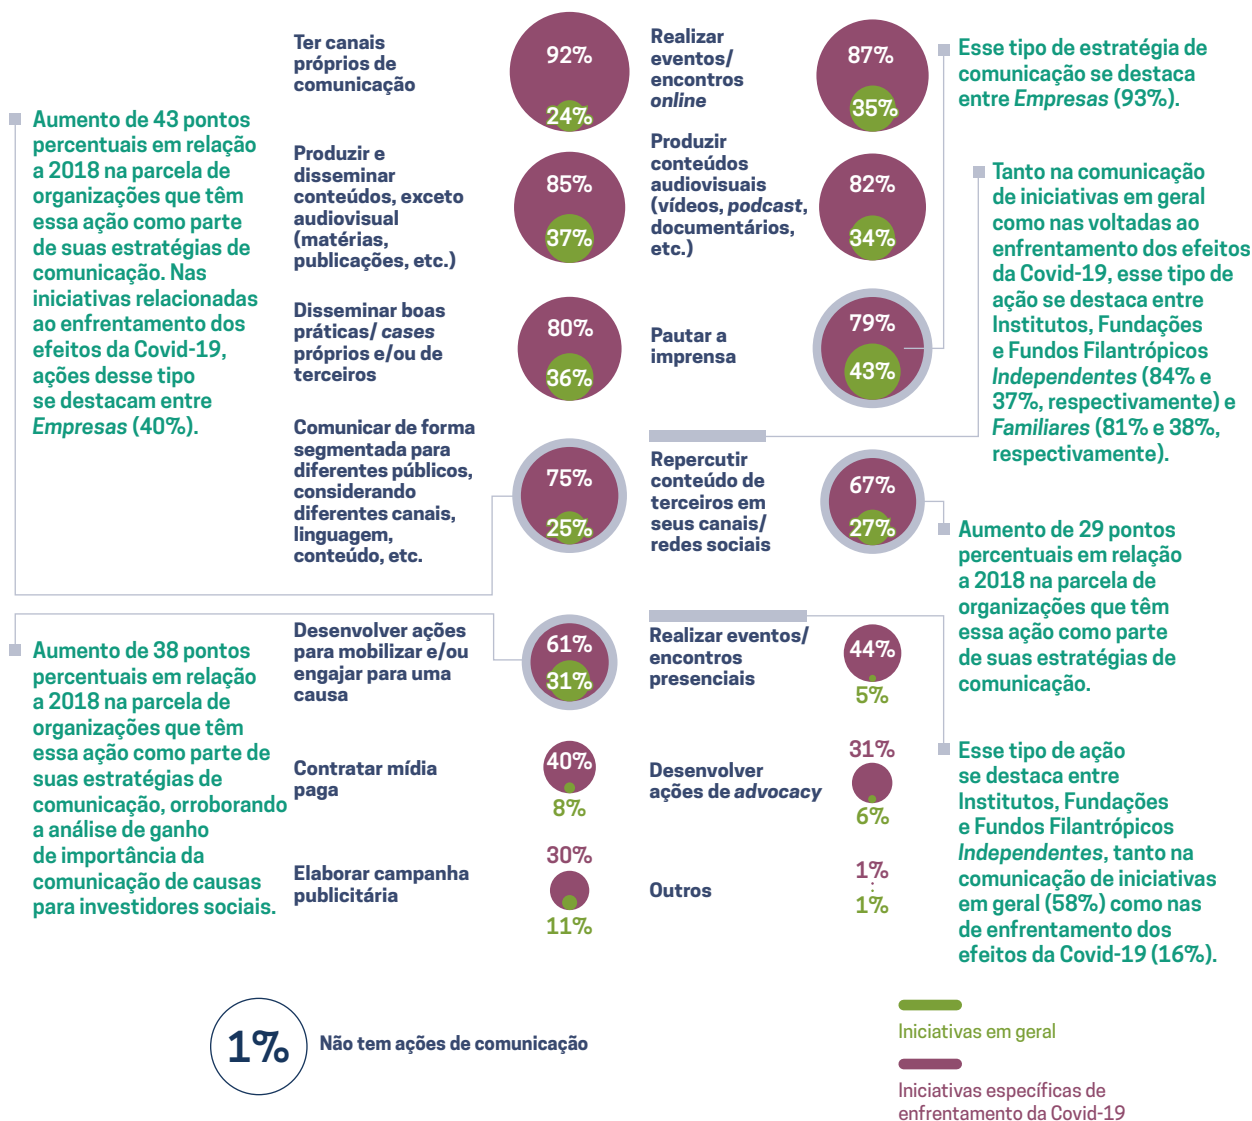 Ter canais
próprios de
comunicação
92%
24%
Realizar
eventos/
encontros
online
87%
35%
Esse tipo de estratégia de
comunicação se destaca
entre Empresas (93%).
Aumento de 43 pontos
percentuais em relação
a 2018 na parcela de
organizações que têm
essa ação como parte
de suas estratégias de
comunicação. Nas
iniciativas relacionadas
ao enfrentamento dos
efeitos da Covid-19,
ações desse tipo
se destacam entre
Empresas (40%).
Produzir e
disseminar
conteúdos, exceto
audiovisual
(matérias,
publicações, etc.)
85%
37%
Produzir
conteúdos
audiovisuais
(vídeos, podcast,
documentários,
etc.)
82%
34%
Tanto na comunicação
de iniciativas em geral
como nas voltadas ao
enfrentamento dos efeitos
da Covid-19, esse tipo de
ação se destaca entre
Institutos, Fundações
e Fundos Filantrópicos
Independentes (84% e
37%, respectivamente) e
Familiares (81% e 38%,
respectivamente).
Disseminar boas
práticas/ cases
próprios e/ou de
terceiros
80%
36%
Pautar a
imprensa
79%
43%
Comunicar de forma
segmentada para
diferentes públicos,
considerando
diferentes canais,
linguagem,
conteúdo, etc.
75%
25%
Repercutir
conteúdo de
terceiros em
seus canais/
redes sociais
67%
27%
Aumento de 29 pontos
percentuais em relação
a 2018 na parcela de
organizações que têm
essa ação como parte
de suas estratégias de
comunicação.
Aumento de 38 pontos
percentuais em relação
a 2018 na parcela de
organizações que têm
essa ação como parte de
suas estratégias de
comunicação, orroborando
a análise de ganho
de importância da
comunicação de causas
para investidores sociais.
Desenvolver ações
para mobilizar e/ou
engajar para uma
causa
61%
31%
Realizar eventos/
encontros
presenciais
44%
5%
Esse tipo de ação
se destaca entre
Institutos, Fundações
e Fundos Filantrópicos
Independentes, tanto na
comunicação de iniciativas
em geral (58%) como nas
de enfrentamento dos
efeitos da Covid-19 (16%).
Contratar mídia
paga
40%
8%
Desenvolver
ações de advocacy
31%
6%
Elaborar campanha
publicitária
30%
11%
Outros
1%
1%
1%
Não tem ações de comunicação
Iniciativas em geral
Iniciativas específicas de
enfrentamento da Covid-19